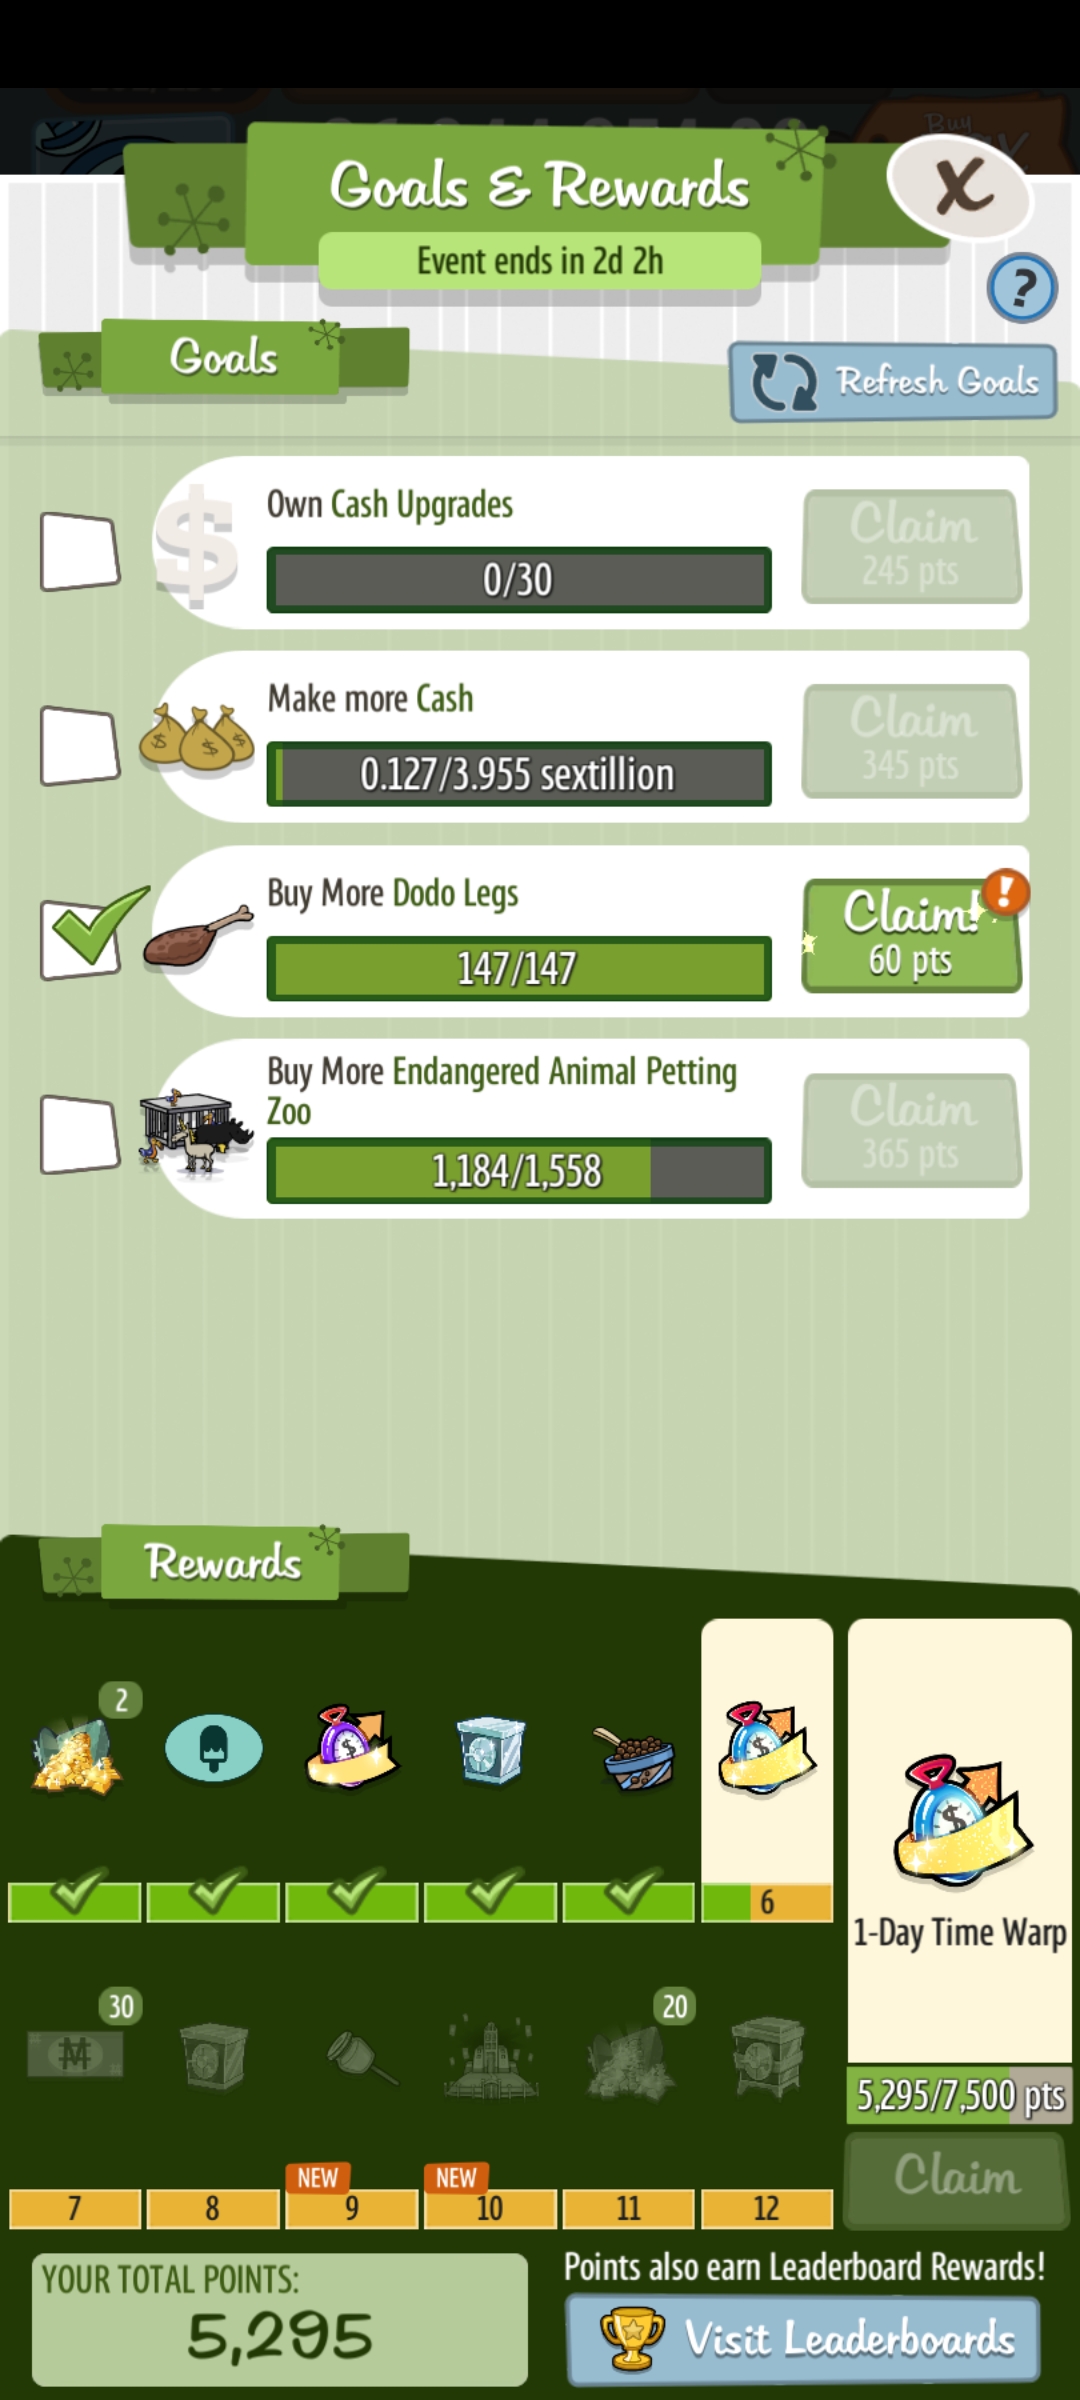 Buy
Goals & Rewards
X
Event ends in 2d 2h
?
Goals
Refresh Goals
Own Cash Upgrades
0/30
Claim
245 pts
Make more Cash
0.127/3.955 sextillion
Claim
345 pts
Buy More Dodo Legs
147/147
Claim!
60 pts
Buy More Endangered Animal Petting
Zoo
1,184/1,558
Claim
365 pts
Rewards
2
6
1-Day Time Warp
30
20
5,295/7,500 pts
Claim
NEW
NEW
7
8
9
10
11
12
YOUR TOTAL POINTS:
5,295
Points also earn Leaderboard Rewards!
Visit Leaderboards